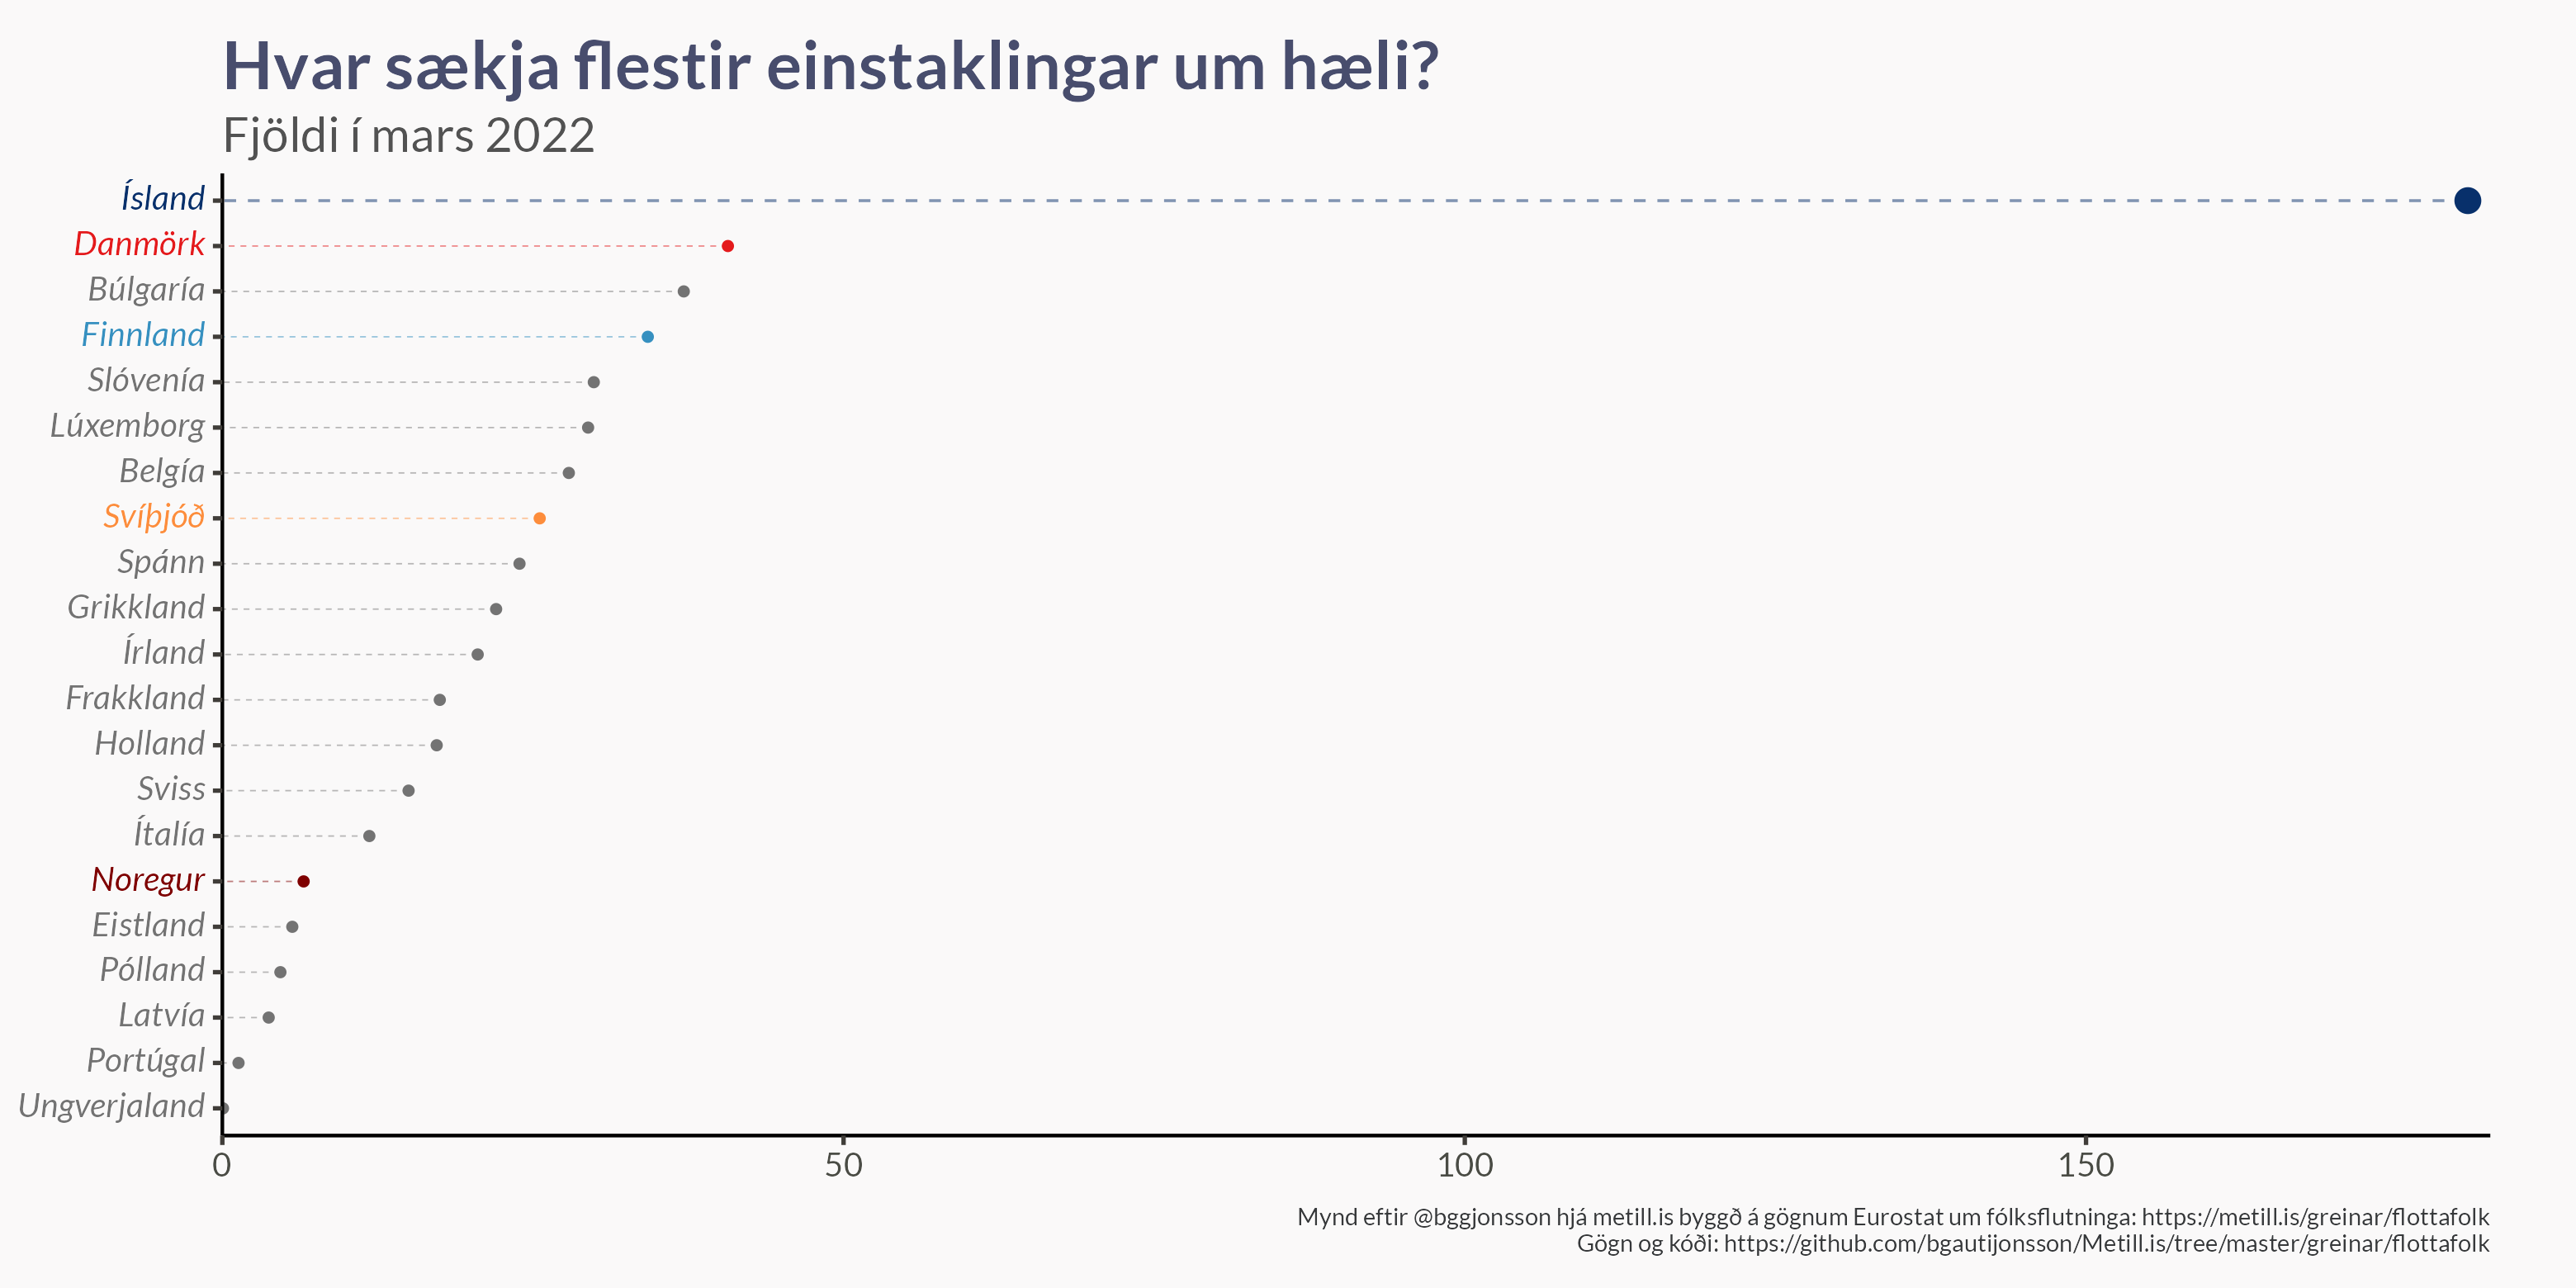 Hvar sækja flestir einstaklingar um hæli?
Fjöldi í mars 2022
Ísland
Danmörk
Búlgaría
Finnland
Slóvenía
Lúxemborg
Belgía
Svíþjóð
Spánn
Grikkland
Írland
Frakkland
Holland
Sviss
Ítalía
Noregur
Eistland
Pólland
Latvía
Portúgal
Ungverjaland
0 50 100 150
Mynd eftir @bggjonsson hjá metill.is byggð á gögnum Eurostat um fólksflutninga: https://metill.is/greinar/flottafolk
Gögn og kóði: https://github.com/bgautijonsson/Metill.is/tree/master/greinar/flottafolk